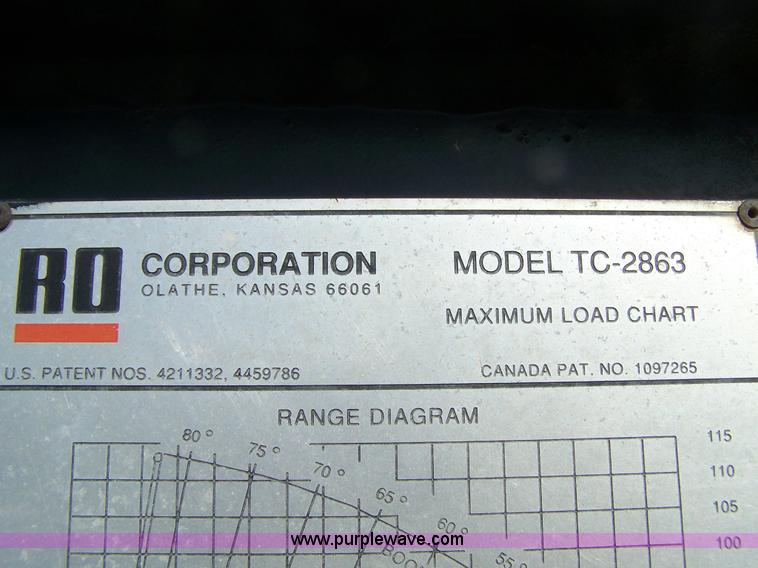 RO CORPORATION MODEL TC-2863
OLATHE, KANSAS 66061
MAXIMUM LOAD CHART
U.S. PATENT NOS. 4211332, 4459786 CANADA PAT. NO. 1097265
RANGE DIAGRAM
80° 115
75°
70° 110
65° 105
60° 100
www.purplewave.com
55°
BOO